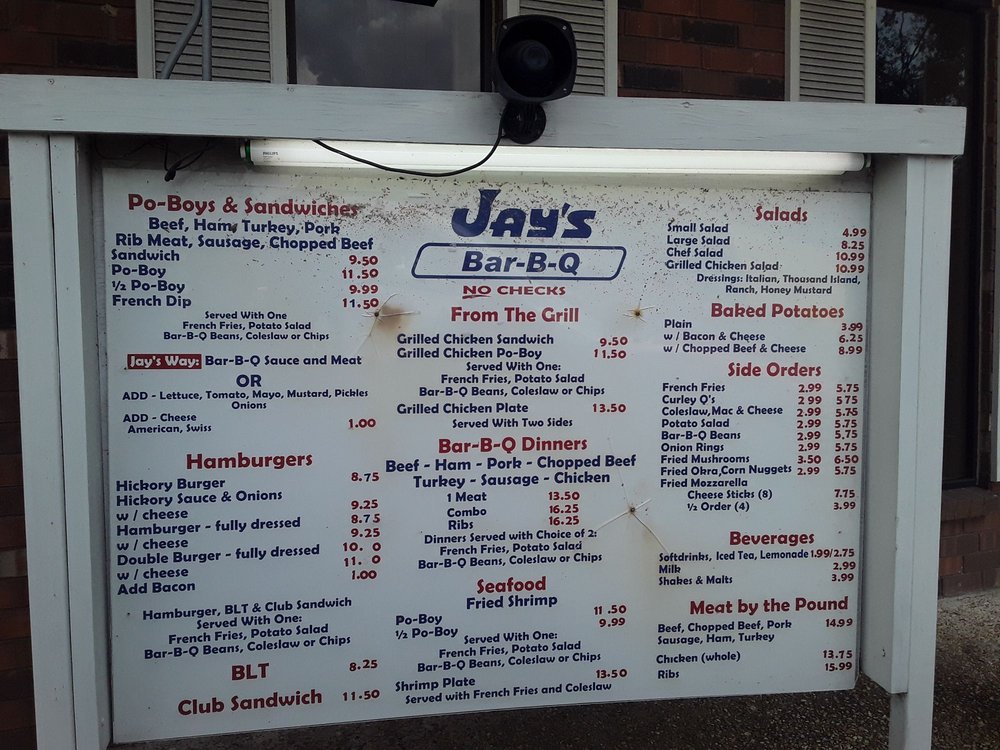 PHILIPS
Po-Boys & Sandwiches
Beef, Ham, Turkey, Pork
Rib Meat, Sausage, Chopped Beef
Sandwich 9.50
Po-Boy 11.50
½ Po-Boy 9.99
French Dip 11.50
Served With One
French Fries, Potato Salad
Bar-B-Q Beans, Coleslaw or Chips
Jay's Way: Bar-B-Q Sauce and Meat
OR
ADD - Lettuce, Tomato, Mayo, Mustard, Pickles
Onions
ADD - Cheese
American, Swiss 1.00
Hamburgers
Hickory Burger 8.75
Hickory Sauce & Onions
w / cheese 9.25
Hamburger - fully dressed 8.75
w / cheese 9.25
Double Burger - fully dressed 10. 0
w / cheese 11. 0
Add Bacon 1.00
Hamburger, BLT & Club Sandwich
Served With One:
French Fries, Potato Salad
Bar-B-Q Beans, Coleslaw or Chips
BLT 8.25
Club Sandwich 11.50
Jay's
Bar-B-Q
NO CHECKS
From The Grill
Grilled Chicken Sandwich 9.50
Grilled Chicken Po-Boy 11.50
Served With One:
French Fries, Potato Salad
Bar-B-Q Beans, Coleslaw or Chips
Grilled Chicken Plate 13.50
Served With Two Sides
Bar-B-Q Dinners
Beef - Ham - Pork - Chopped Beef
Turkey - Sausage - Chicken
1 Meat 13.50
Combo 16.25
Ribs 16.25
Dinners Served with Choice of 2:
French Fries, Potato Salad
Bar-B-Q Beans, Coleslaw or Chips
Seafood
Fried Shrimp
Po-Boy 11.50
½ Po-Boy 9.99
Served With One:
French Fries, Potato Salad
Bar-B-Q Beans, Coleslaw or Chips
Shrimp Plate 13.50
Served with French Fries and Coleslaw
Salads
Small Salad 4.99
Large Salad 8.25
Chef Salad 10.99
Grilled Chicken Salad 10.99
Dressings: Italian, Thousand Island,
Ranch, Honey Mustard
Baked Potatoes
Plain 3.99
w / Bacon & Cheese 6.25
w / Chopped Beef & Cheese 8.99
Side Orders
French Fries 2.99 5.75
Curley Q's 2 99 5 75
Coleslaw,Mac & Cheese 2.99 5.75
Potato Salad 2.99 5.75
Bar-B-Q Beans 2.99 5.75
Onion Rings 2.99 5.75
Fried Mushrooms 3.50 6.50
Fried Okra,Corn Nuggets 2.99 5.75
Fried Mozzarella
Cheese Sticks (8) 7.75
½ Order (4) 3.99
Beverages
Softdrinks, Iced Tea, Lemonade 1.99/2.75
Milk 2.99
Shakes & Malts 3.99
Meat by the Pound
Beef, Chopped Beef, Pork 14.99
Sausage, Ham, Turkey
Chicken (whole) 13.75
Ribs 15.99